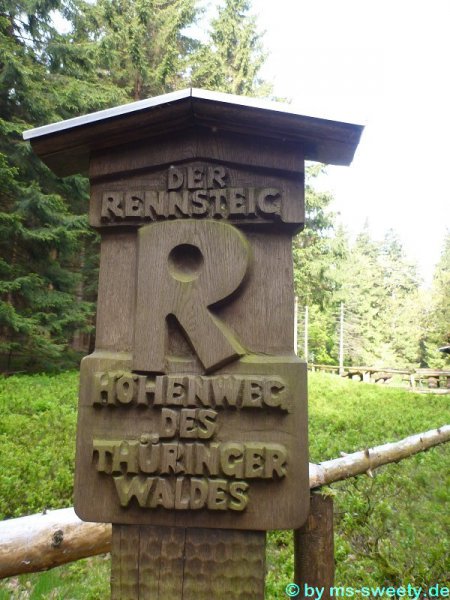 DER
RENNSTEIG
R
HÖHENWEG
DES
THÜRINGER
WALDES
© by ms-sweety.de